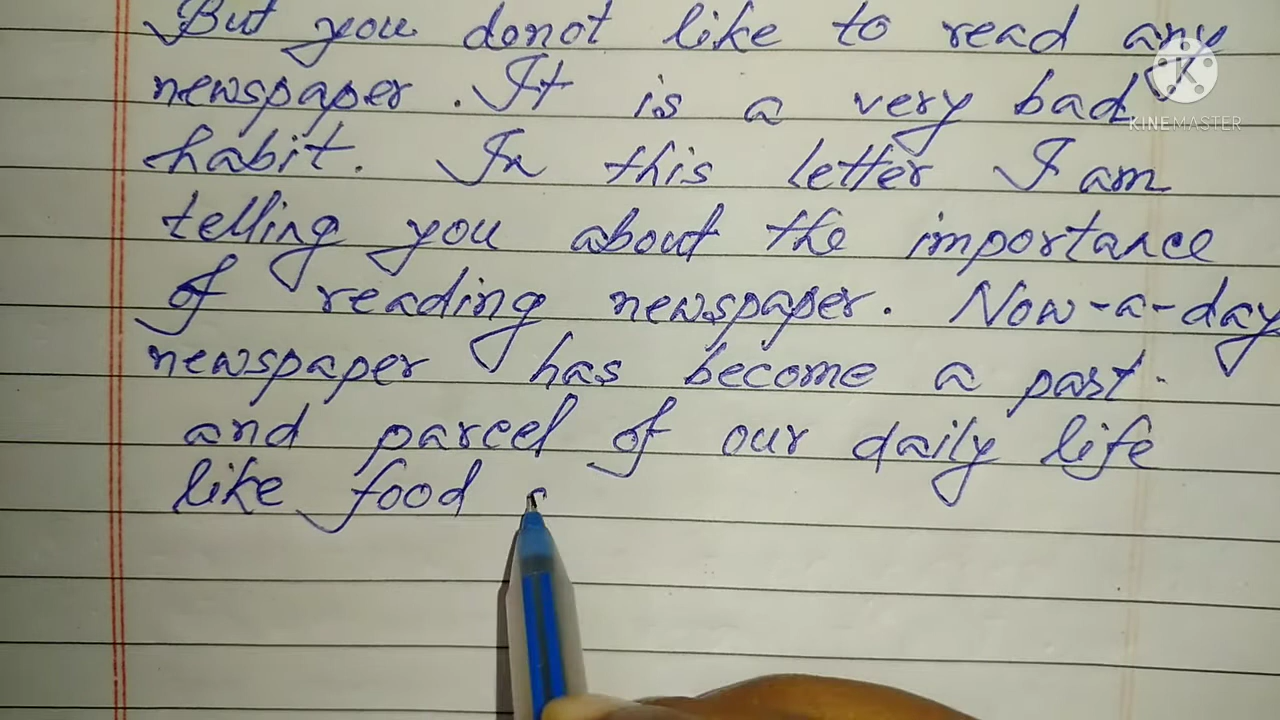 But you donot like to read any
newspaper. It is a very bad
habit. In this letter I am
telling you about the importance
of reading newspaper. Now-a-day
newspaper has become a part
and parcel of our daily life
like food
K
KINEMASTER